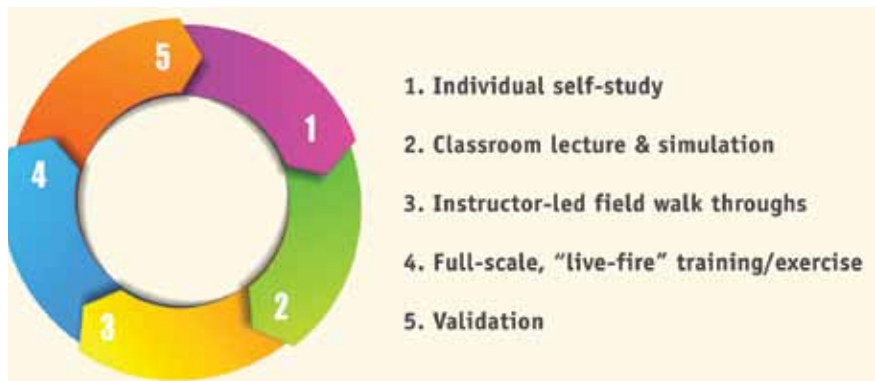 5
1
4
2
3
1. Individual self-study
2. Classroom lecture & simulation
3. Instructor-led field walk throughs
4. Full-scale, “live-fire” training/exercise
5. Validation